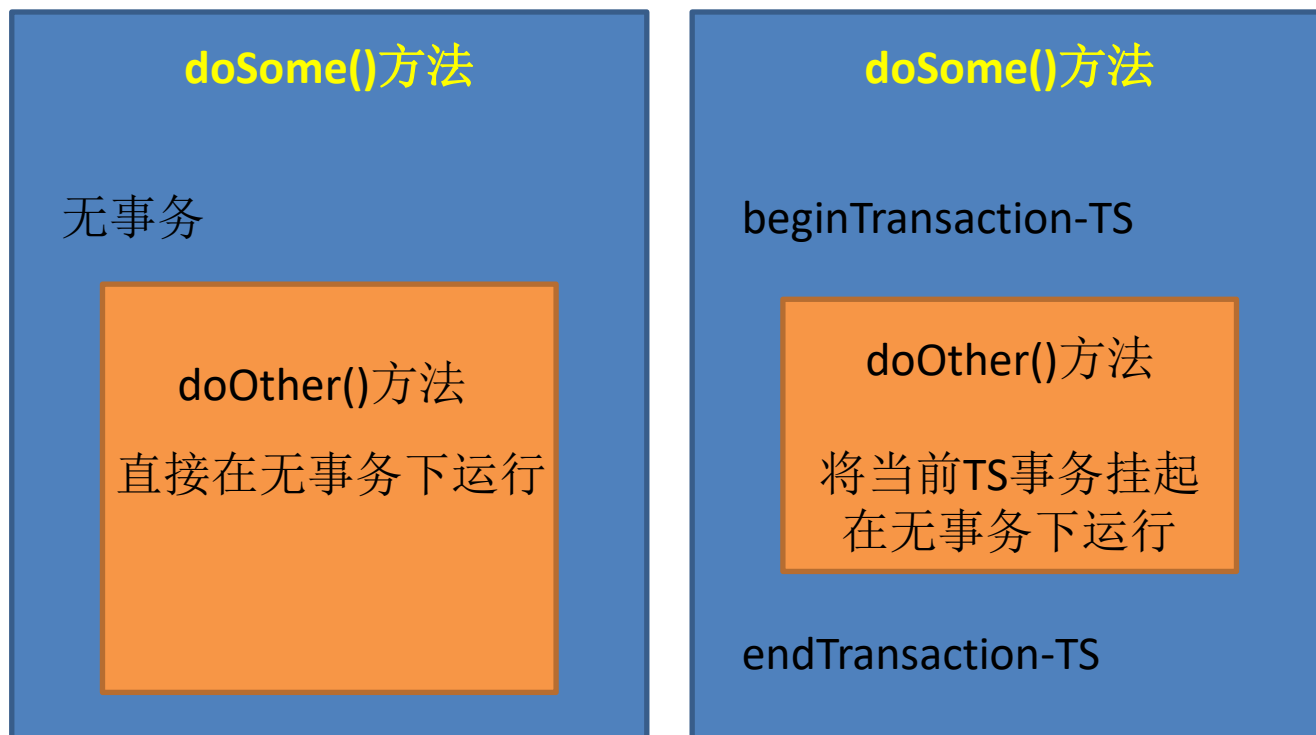 doSome()方法
无事务
doOther()方法
直接在无事务下运行
doSome()方法
beginTransaction-TS
doOther()方法
将当前TS事务挂起
在无事务下运行
endTransaction-TS